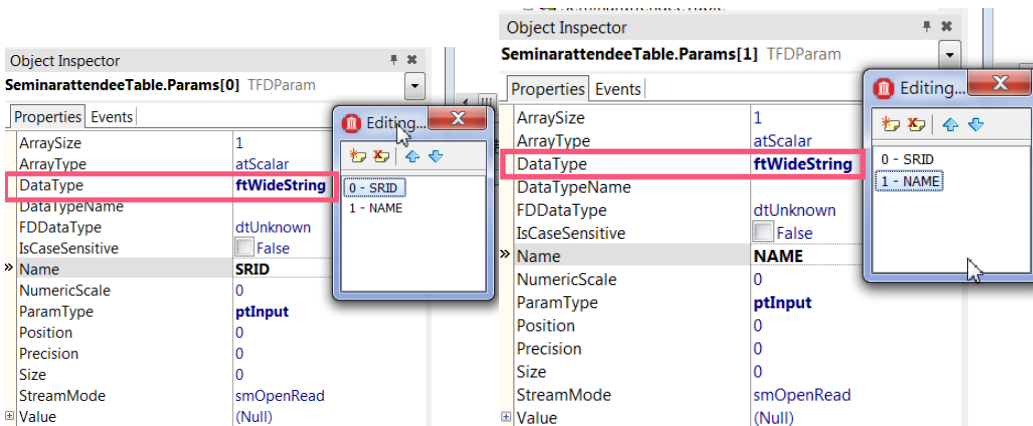 Object Inspector
SeminarattendeeTable.Params[0] TFDParam
Properties Events
ArraySize 1
ArrayType atScalar
DataType ftWideString
DataTypeName
FDDataType dtUnknown
IsCaseSensitive False
» Name SRID
NumericScale 0
ParamType ptInput
Position 0
Precision 0
Size 0
StreamMode smOpenRead
Value (Null)
Editing...
0 - SRID
1 - NAME
Object Inspector
SeminarattendeeTable.Params[1] TFDParam
Properties Events
ArraySize 1
ArrayType atScalar
DataType ftWideString
DataTypeName
FDDataType dtUnknown
IsCaseSensitive False
» Name NAME
NumericScale 0
ParamType ptInput
Position 0
Precision 0
Size 0
StreamMode smOpenRead
Value (Null)
Editing...
0 - SRID
1 - NAME